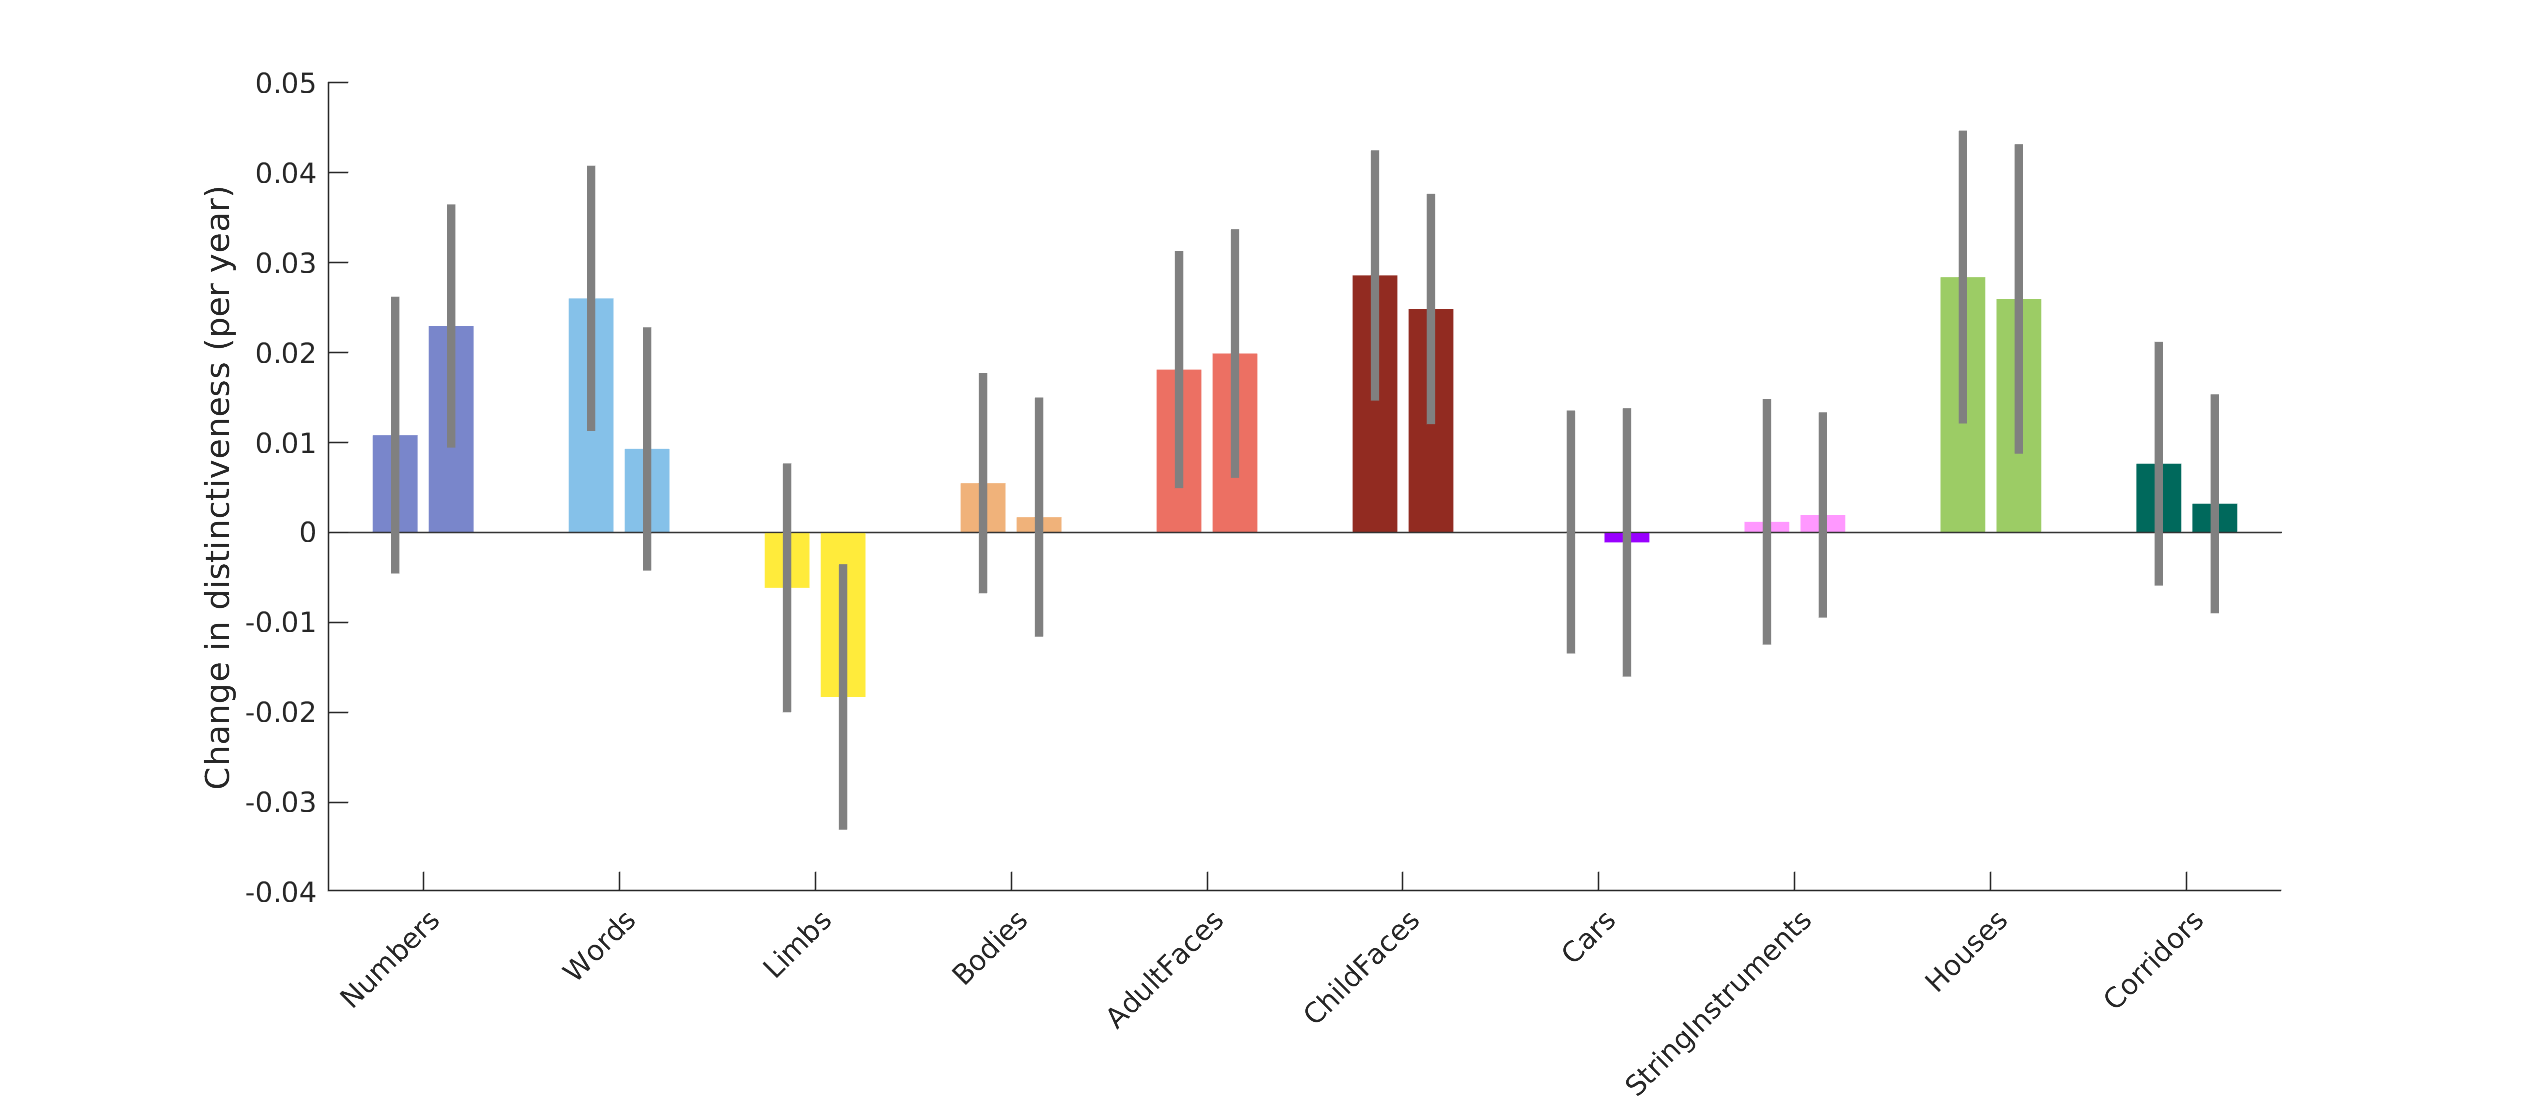 Change in distinctiveness (per year)
0.05
0.04
0.03
0.02
0.01
0
-0.01
-0.02
-0.03
-0.04
Numbers
Words
Limbs
Bodies
AdultFaces
ChildFaces
Cars
StringInstruments
Houses
Corridors